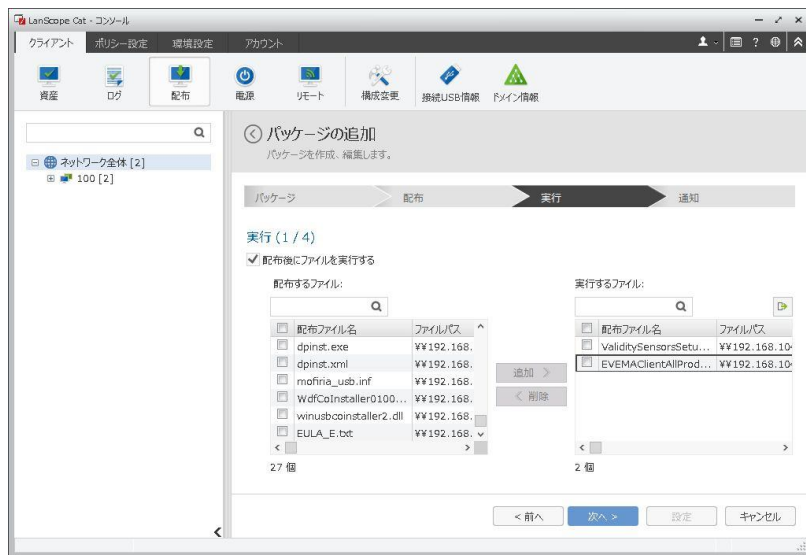 LanScope Cat - コンソール
クライアント ポリシー設定 環境設定 アカウント
?
資産 ログ 配布 電源 リモート 構成変更 接続USB情報 ドメイン情報
パッケージの追加
パッケージを作成、編集します。
ネットワーク全体 [2]
100 [2]
パッケージ 配布 実行 通知
実行 (1 / 4)
配布後にファイルを実行する
配布するファイル: 実行するファイル:
配布ファイル名 ファイルパス 配布ファイル名 ファイルパス
dpinst.exe ¥¥192.168. ValiditySensorsSetu... ¥¥192.168.10
dpinst.xml ¥¥192.168. EVEMAClientAllProd... ¥¥192.168.10
mofiria_usb.inf ¥¥192.168.
WdfCoInstaller0100... ¥¥192.168.
winusbcoinstaller2.dll ¥¥192.168.
EULA_E.txt ¥¥192.168.
追加 >
< 削除
27 個 2 個
< 前へ 次へ > 設定 キャンセル